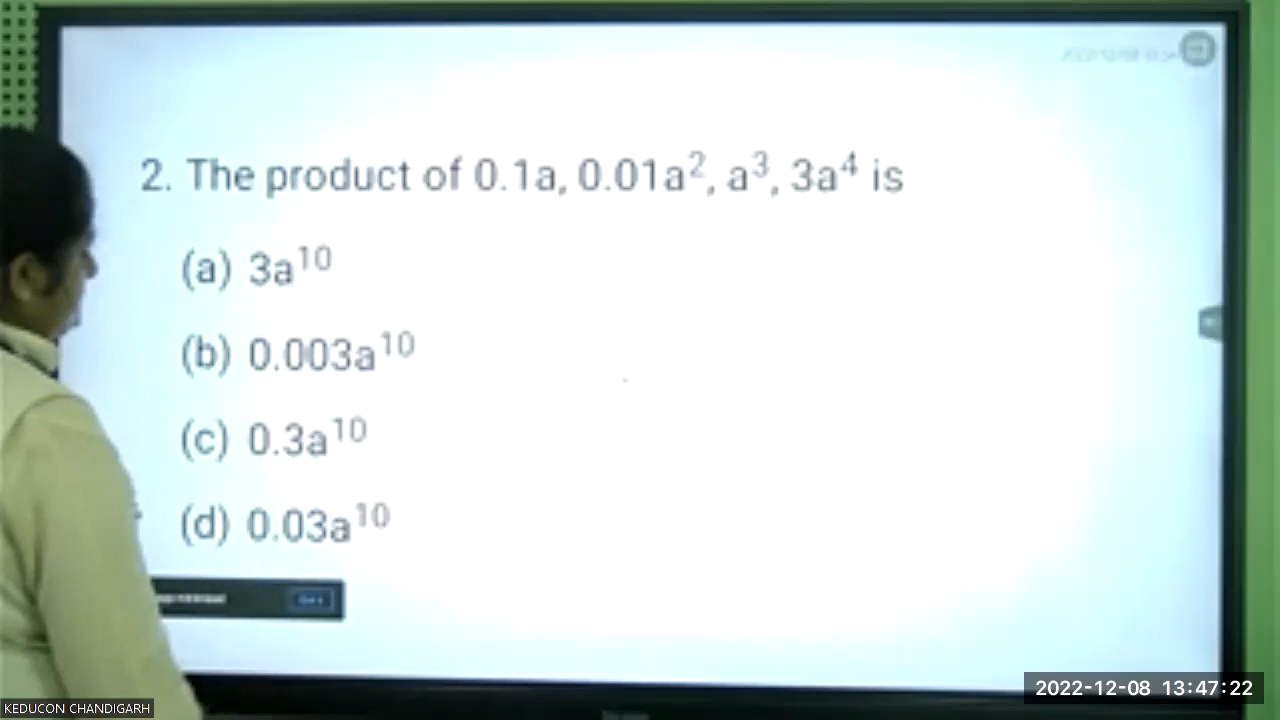 2. The product of 0.1a, 0.01a², a³, 3a⁴ is
(a) 3a¹⁰
(b) 0.003a¹⁰
(c) 0.3a¹⁰
(d) 0.03a¹⁰
2022-12-08 13:47:22
KEDUCON CHANDIGARH